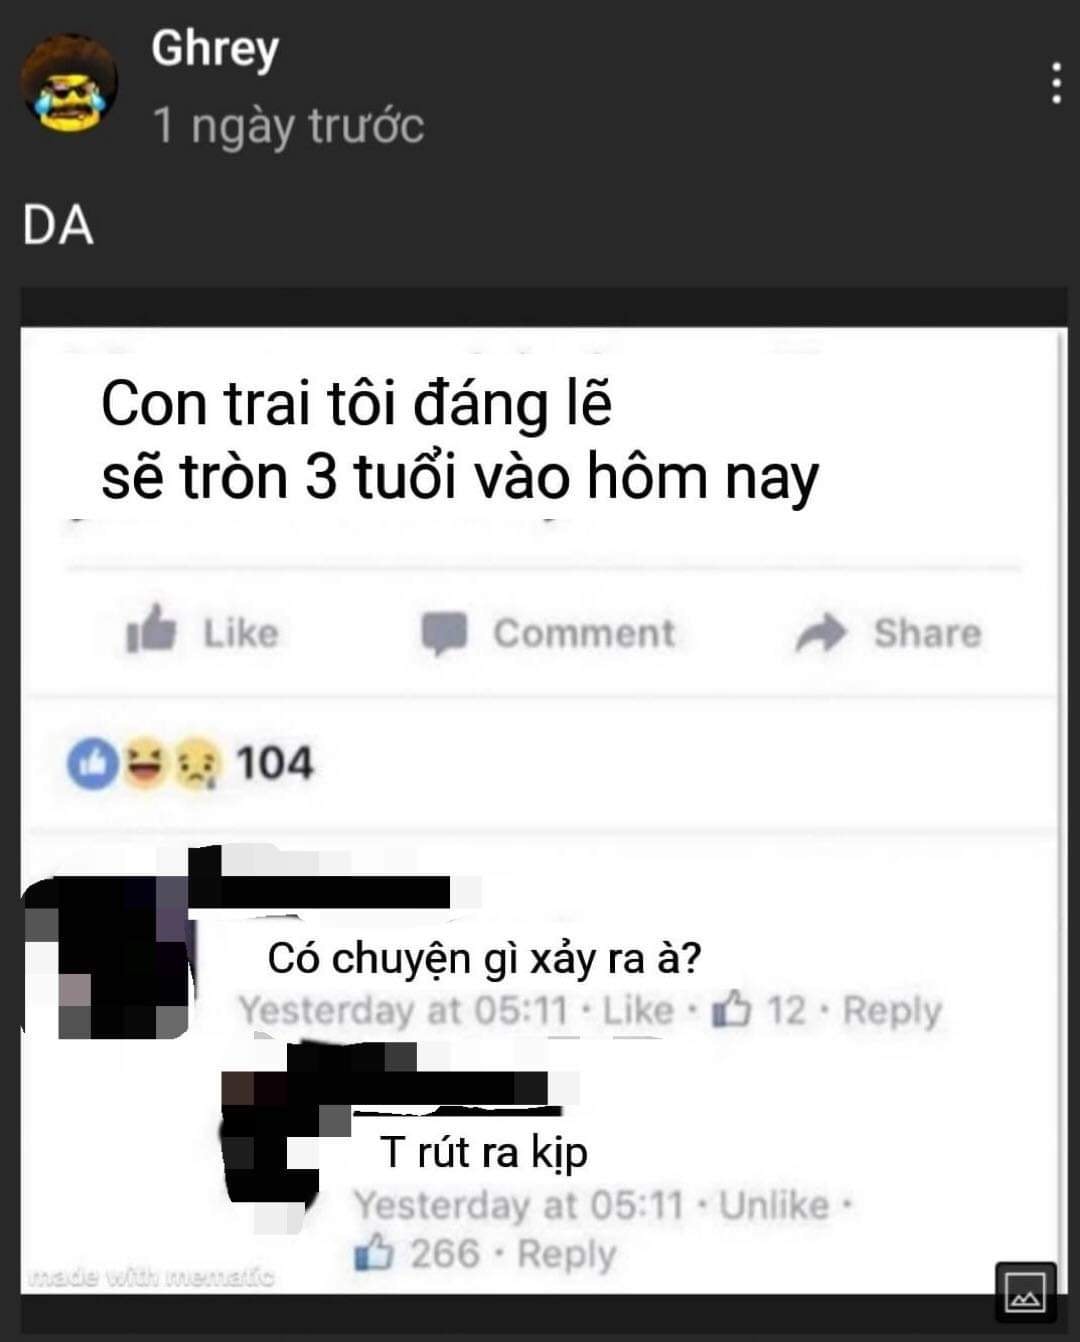 Ghrey
1 ngày trước
DA
Con trai tôi đáng lẽ
sẽ tròn 3 tuổi vào hôm nay
Like Comment Share
104
Có chuyện gì xảy ra à?
Yesterday at 05:11 · Like · 12 · Reply
T rút ra kịp
Yesterday at 05:11 · Unlike ·
266 · Reply
made with mematic